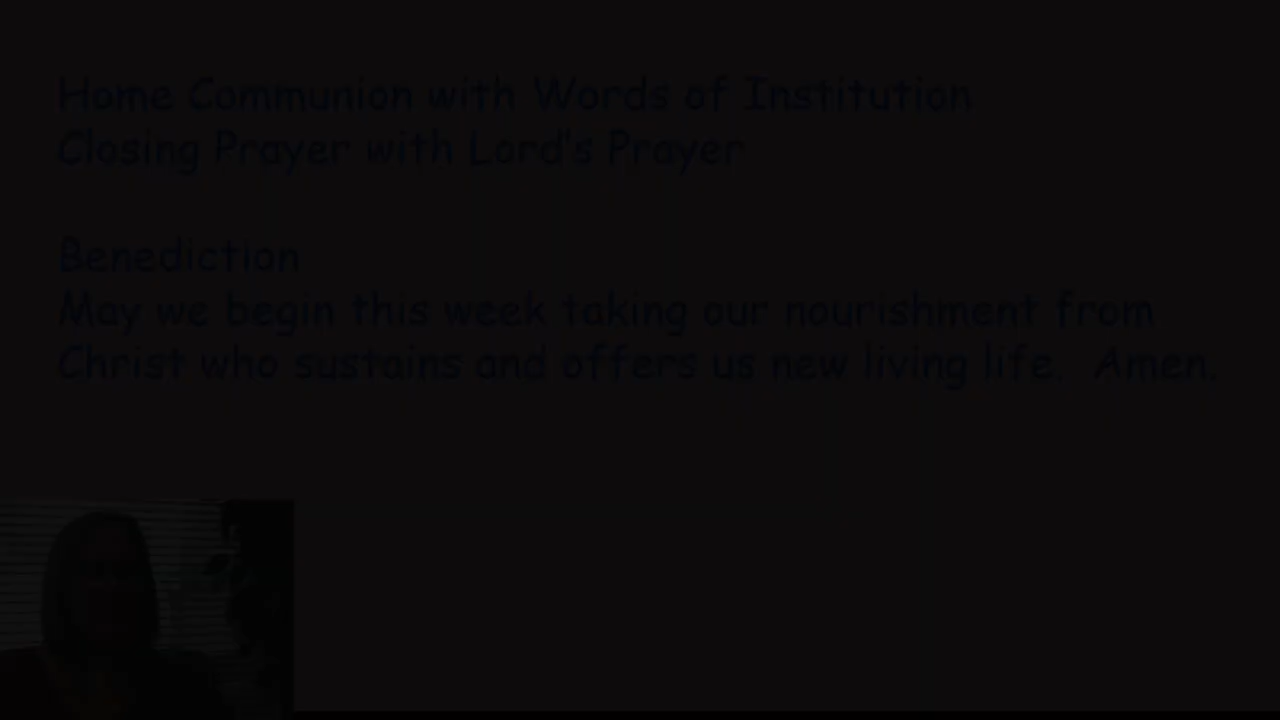 Home Communion with Words of Institution
Closing Prayer with Lord's Prayer
Benediction
May we begin this week taking our nourishment from
Christ who sustains and offers us new living life.  Amen.